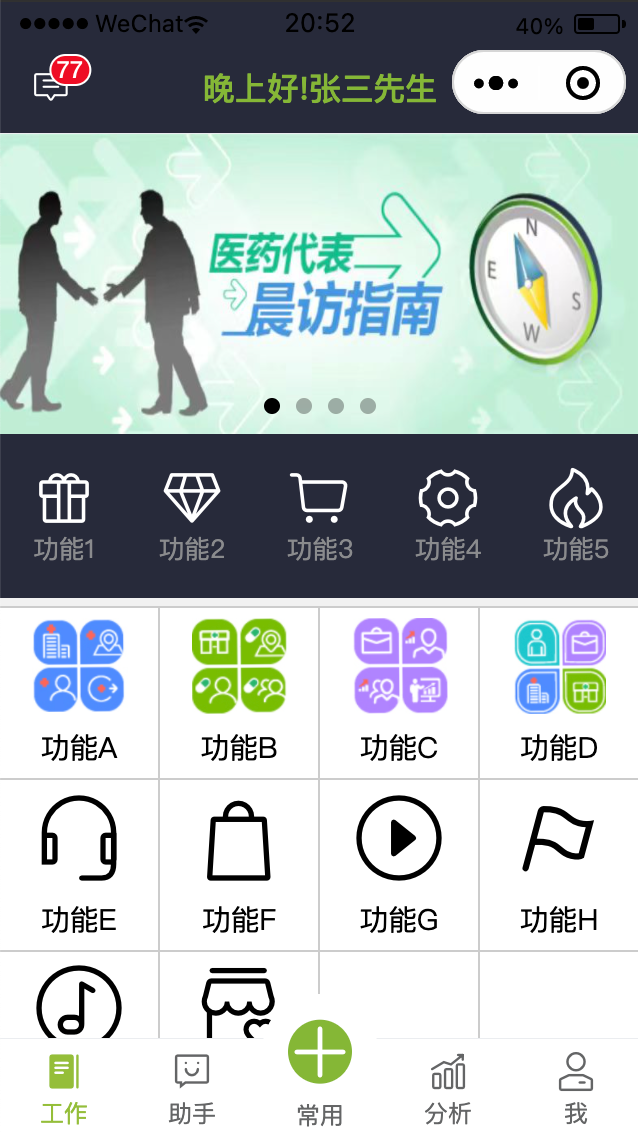 WeChat 20:52 40%
77
晚上好!张三先生
医药代表
晨访指南
N
E
S
W
功能1 功能2 功能3 功能4 功能5
功能A 功能B 功能C 功能D
功能E 功能F 功能G 功能H
工作 助手 常用 分析 我